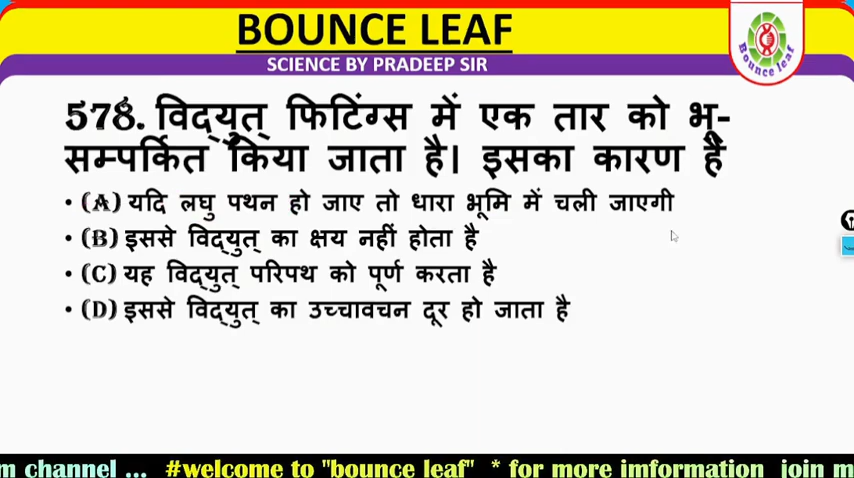 BOUNCE LEAF
SCIENCE BY PRADEEP SIR
Bounce leaf
578. विद्युत् फिटिंग्स में एक तार को भू-
सम्पर्कित किया जाता है। इसका कारण है
• (A) यदि लघु पथन हो जाए तो धारा भूमि में चली जाएगी
• (B) इससे विद्युत् का क्षय नहीं होता है
• (C) यह विद्युत् परिपथ को पूर्ण करता है
• (D) इससे विद्युत् का उच्चावचन दूर हो जाता है
m channel ... #welcome to "bounce leaf" * for more imformation join m